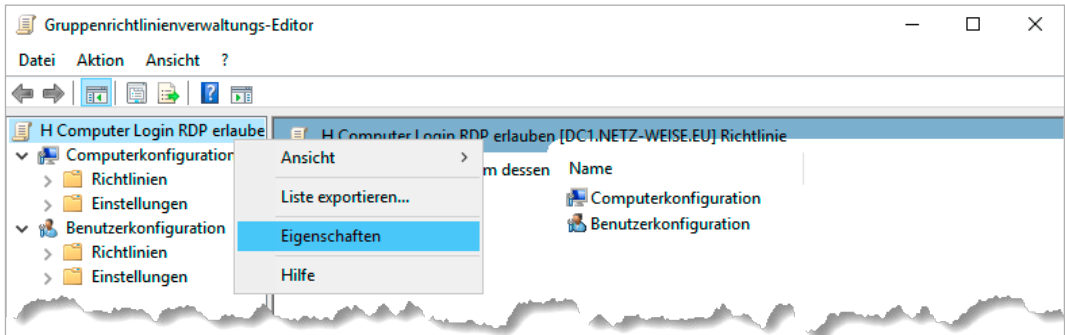 Gruppenrichtlinienverwaltungs-Editor
Datei Aktion Ansicht ?
H Computer Login RDP erlaube
Computerkonfiguration
Richtlinien
Einstellungen
Benutzerkonfiguration
Richtlinien
Einstellungen
Ansicht
Liste exportieren...
Eigenschaften
Hilfe
H Computer Login RDP erlauben [DC1.NETZ-WEISE.EU] Richtlinie
m dessen
Name
Computerkonfiguration
Benutzerkonfiguration